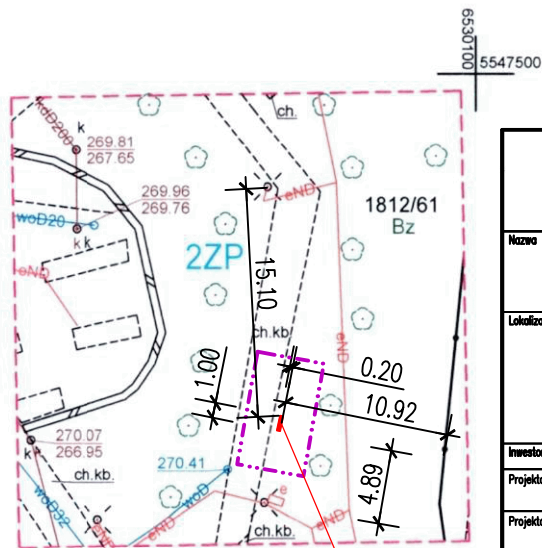 6530100
5547500
kdD200
k
269.81
267.65
ch.
eND
269.96
269.76
woD20
k k
1812/61
Bz
2ZP
eND
15.10
ch.kb
eND
1.00
0.20
10.92
270.07
266.95
k
ch.kb.
270.41
woD
4.89
woD32
e
eND
eND
eND
ch.kb.
Nazwa
Lokaliza
Inwesto
Projekto
Projekto